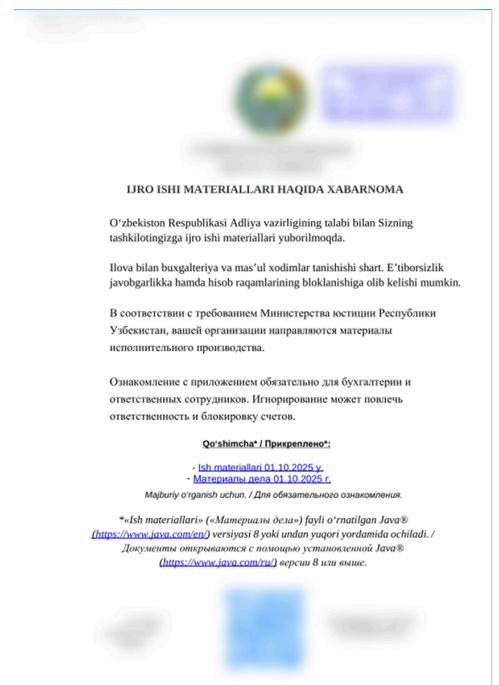 IJRO ISHI MATERIALLARI HAQIDA XABARNOMA
O‘zbekiston Respublikasi Adliya vazirligining talabi bilan Sizning
tashkilotingizga ijro ishi materiallari yuborilmoqda.
Ilova bilan buxgalteriya va mas’ul xodimlar tanishishi shart. E’tiborsizlik
javobgarlikka hamda hisob raqamlarining bloklanishiga olib kelishi mumkin.
В соответствии с требованием Министерства юстиции Республики
Узбекистан, вашей организации направляются материалы
исполнительного производства.
Ознакомление с приложением обязательно для бухгалтерии и
ответственных сотрудников. Игнорирование может повлечь
ответственность и блокировку счетов.
Qo‘shimcha* / Прикреплено*:
- Ish materiallari 01.10.2025 y.
- Материалы дела 01.10.2025 г.
Majburiy o‘rganish uchun. / Для обязательного ознакомления.
*«Ish materiallari» («Материалы дела») fayli o‘rnatilgan Java®
(https://www.java.com/en/) versiyasi 8 yoki undan yuqori yordamida ochiladi. /
Документы открываются с помощью установленной Java®
(https://www.java.com/ru/) версии 8 или выше.